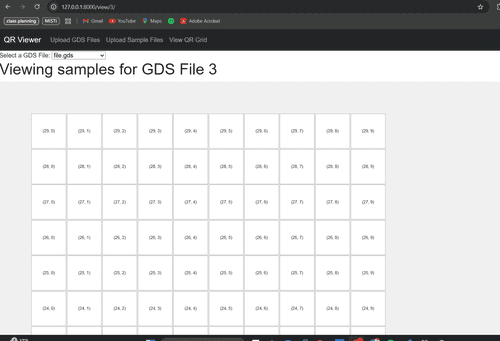 127.0.0.1:8000/view/3/
class planning MISTI Gmail YouTube Maps Adobe Acrobat
QR Viewer Upload GDS Files Upload Sample Files View QR Grid
Select a GDS File: file.gds
Viewing samples for GDS File 3
(29, 0) (29, 1) (29, 2) (29, 3) (29, 4) (29, 5) (29, 6) (29, 7) (29, 8) (29, 9)
(28, 0) (28, 1) (28, 2) (28, 3) (28, 4) (28, 5) (28, 6) (28, 7) (28, 8) (28, 9)
(27, 0) (27, 1) (27, 2) (27, 3) (27, 4) (27, 5) (27, 6) (27, 7) (27, 8) (27, 9)
(26, 0) (26, 1) (26, 2) (26, 3) (26, 4) (26, 5) (26, 6) (26, 7) (26, 8) (26, 9)
(25, 0) (25, 1) (25, 2) (25, 3) (25, 4) (25, 5) (25, 6) (25, 7) (25, 8) (25, 9)
(24, 0) (24, 1) (24, 2) (24, 3) (24, 4) (24, 5) (24, 6) (24, 7) (24, 8) (24, 9)